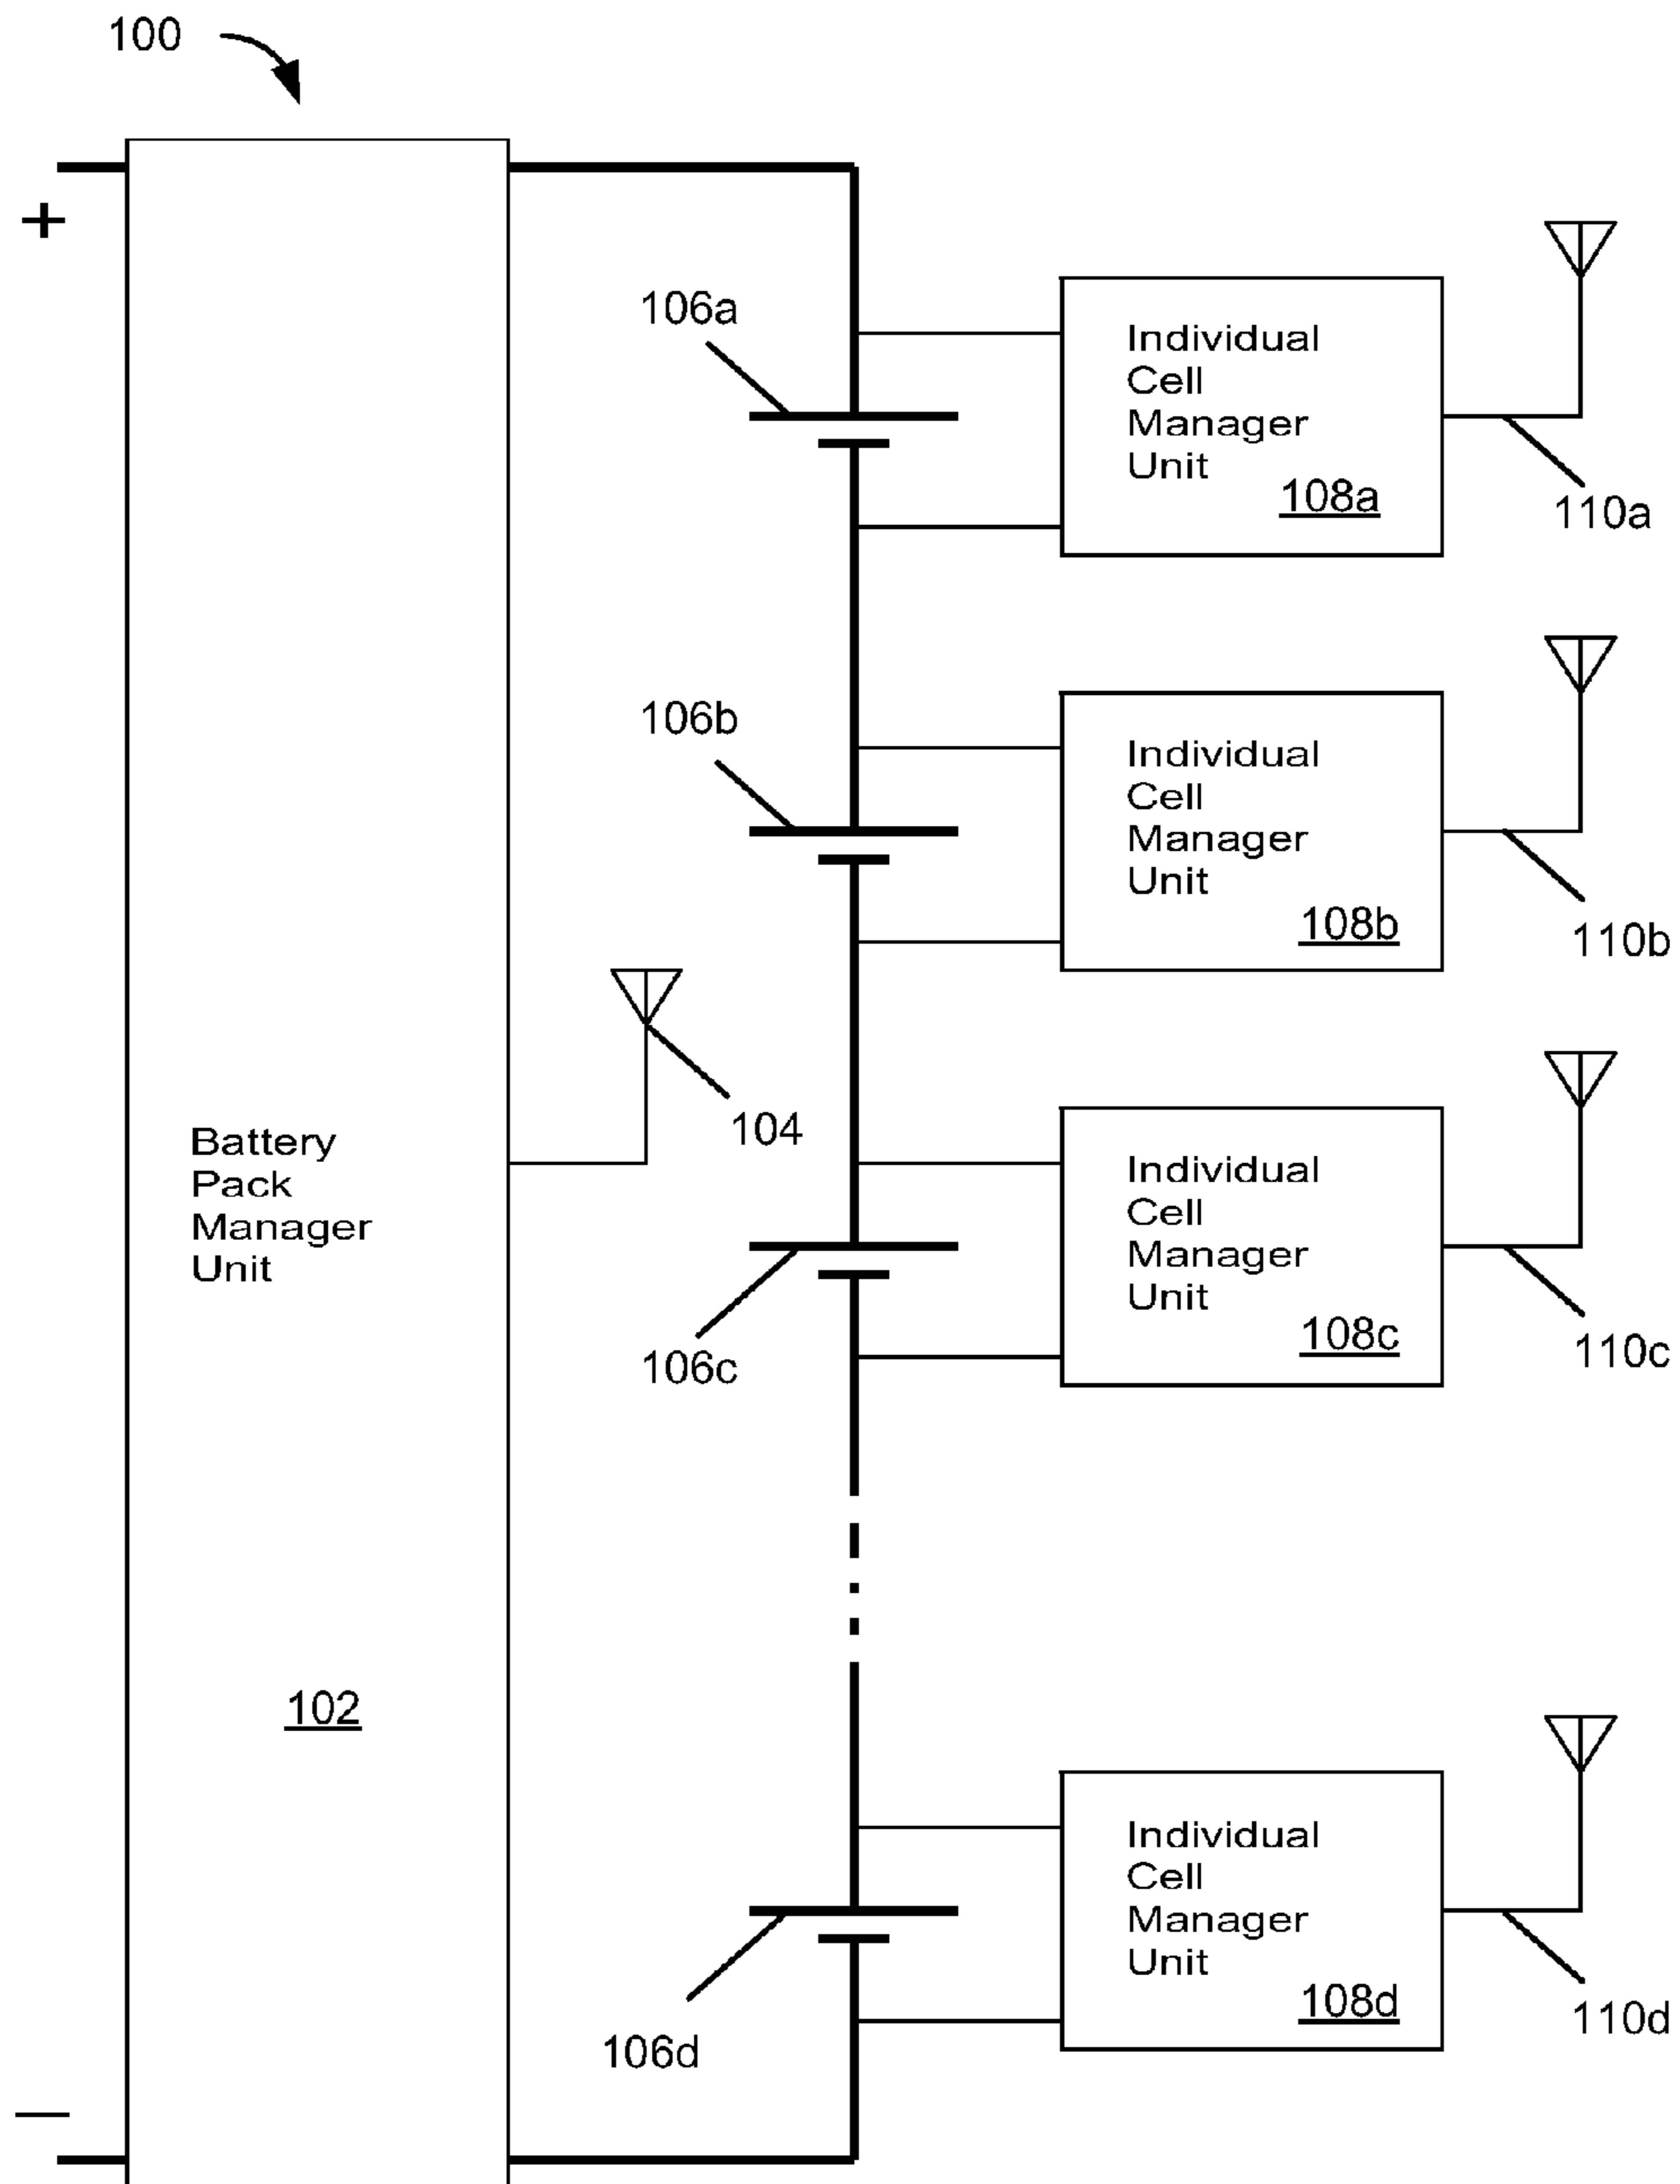 100
+
106a
Individual
Cell
Manager
Unit
108a
110a
106b
Individual
Cell
Manager
Unit
108b
110b
104
Battery
Pack
Manager
Unit
102
106c
Individual
Cell
Manager
Unit
108c
110c
106d
Individual
Cell
Manager
Unit
108d
110d
—